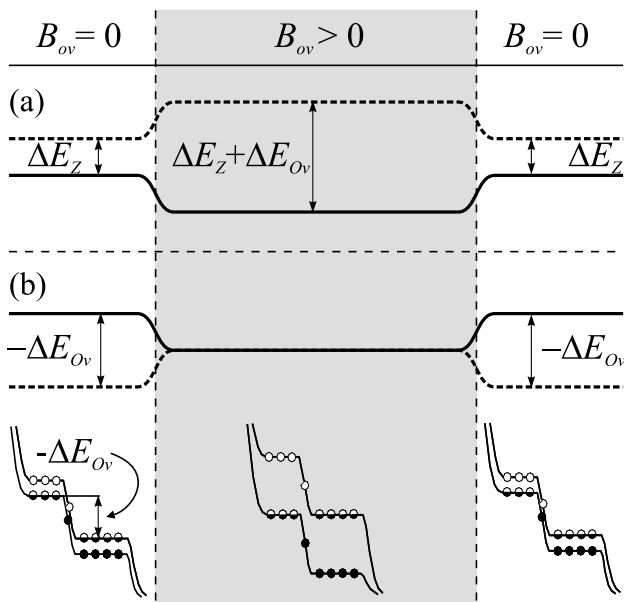 B_ov = 0 B_ov > 0 B_ov = 0
(a)
ΔE_Z ΔE_Z+ΔE_Ov ΔE_Z
(b)
−ΔE_Ov −ΔE_Ov
-ΔE_Ov